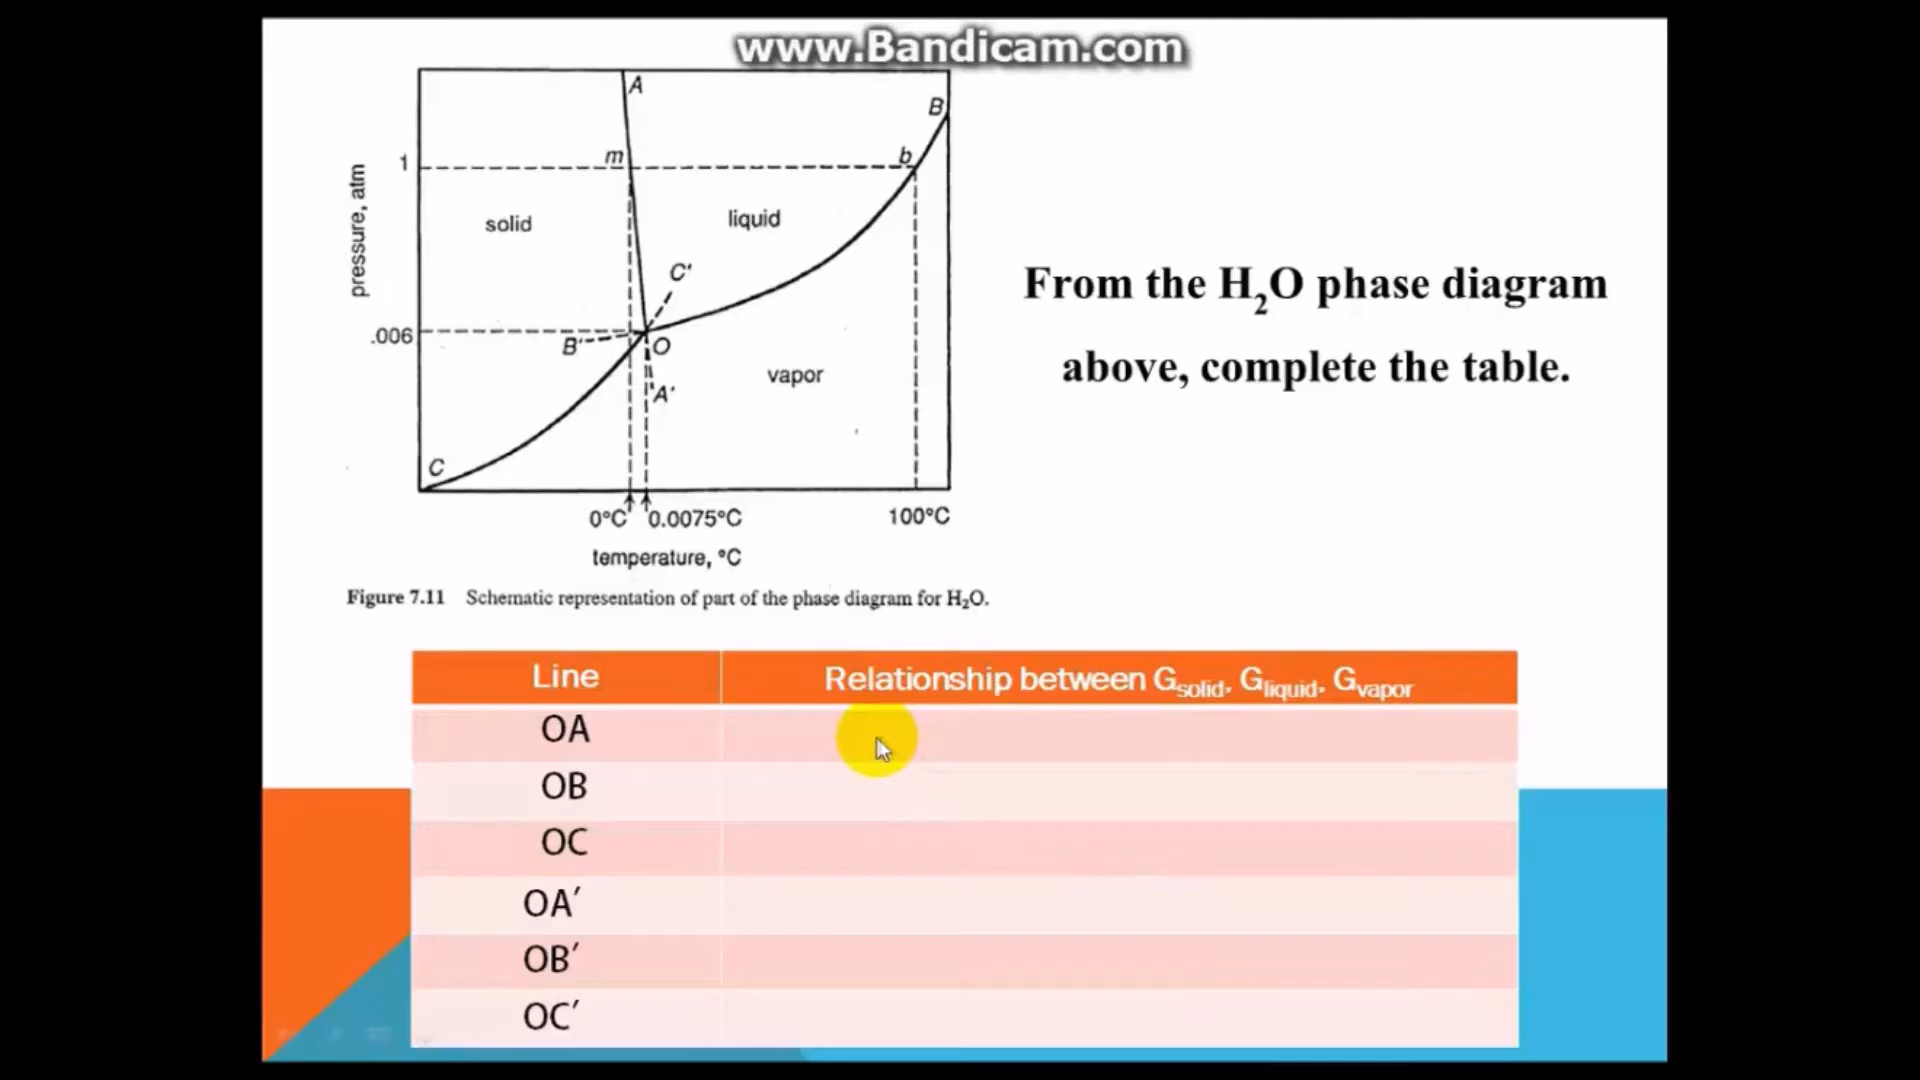 www.Bandicam.com
A
B
1
m
b
pressure, atm
solid
liquid
C'
.006
B'
O
A'
vapor
C
0°C
0.0075°C
100°C
temperature, °C
Figure 7.11 Schematic representation of part of the phase diagram for H₂O.
From the H₂O phase diagram
above, complete the table.
Line Relationship between Gsolid, Gliquid, Gvapor
OA
OB
OC
OA′
OB′
OC′